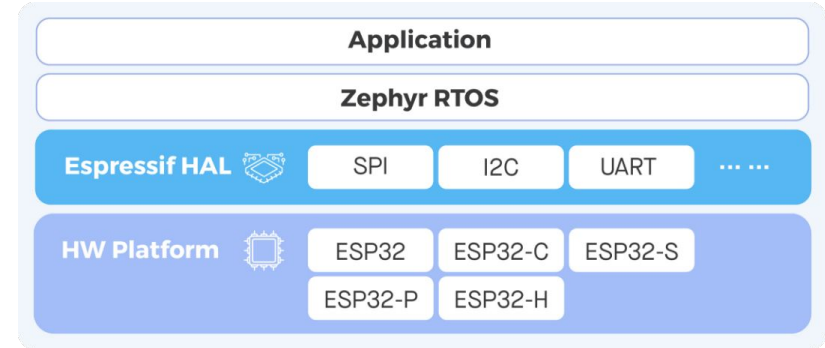 Application
Zephyr RTOS
Espressif HAL SPI I2C UART ... ...
HW Platform ESP32 ESP32-C ESP32-S
ESP32-P ESP32-H